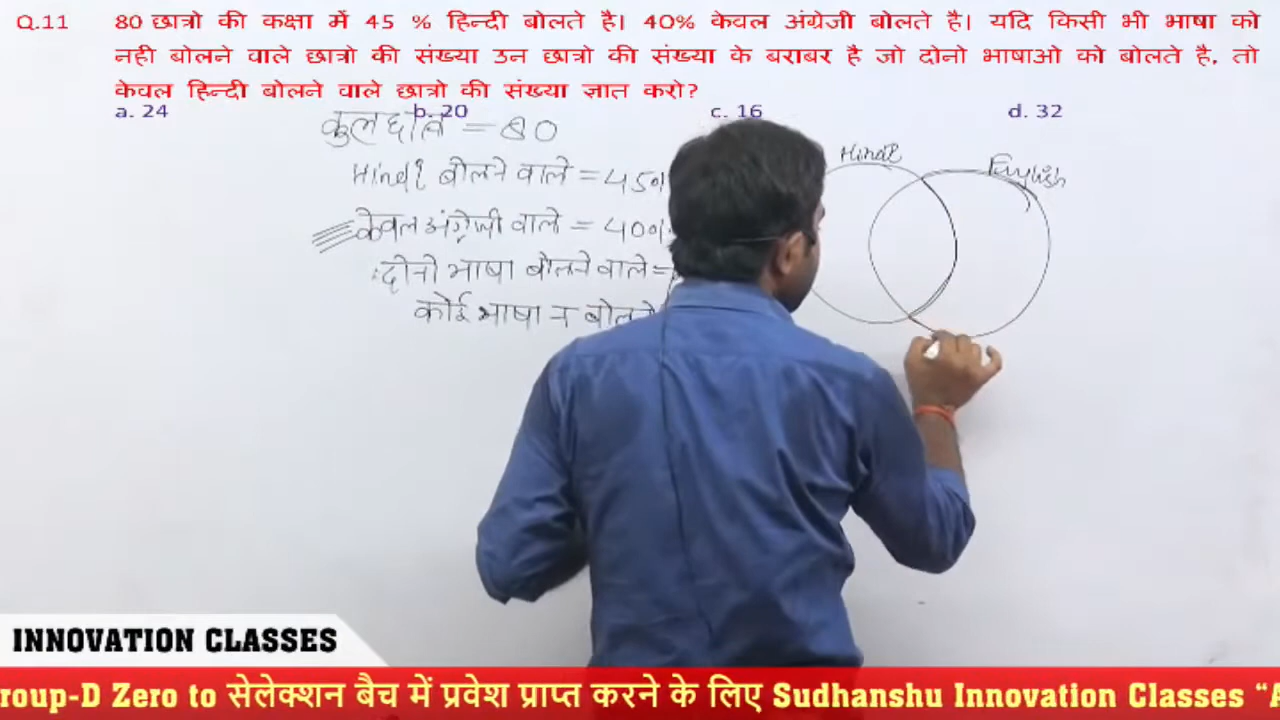 Q.11 80 छात्रो की कक्षा में 45 % हिन्दी बोलते है। 40% केवल अंग्रेजी बोलते है। यदि किसी भी भाषा को
नही बोलने वाले छात्रो की संख्या उन छात्रो की संख्या के बराबर है जो दोनो भाषाओ को बोलते है, तो
केवल हिन्दी बोलने वाले छात्रो की संख्या ज्ञात करो?
a. 24 b. 20 c. 16 d. 32
कुल छात्र = 80
Hindi बोलने वाले = 45%
केवल अंग्रेजी वाले = 40%
दोनो भाषा बोलने वाले =
कोई भाषा न बोलने
Hindi
English
INNOVATION CLASSES
roup-D Zero to सेलेक्शन बैच में प्रवेश प्राप्त करने के लिए Sudhanshu Innovation Classes “A